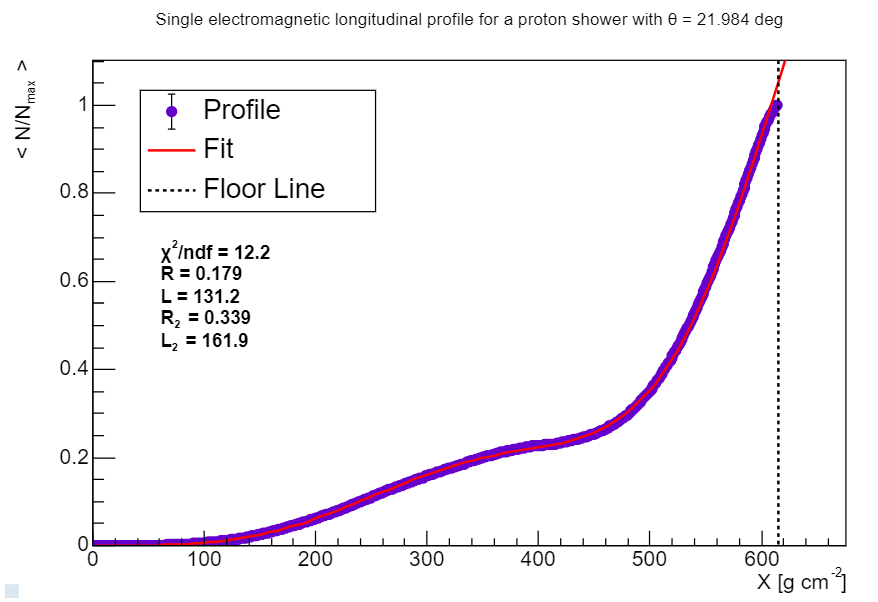 Single electromagnetic longitudinal profile for a proton shower with θ = 21.984 deg
< N/N_max >
Profile
Fit
Floor Line
χ²/ndf = 12.2
R = 0.179
L = 131.2
R₂ = 0.339
L₂ = 161.9
1
0.8
0.6
0.4
0.2
0
0 100 200 300 400 500 600
X [g cm⁻²]